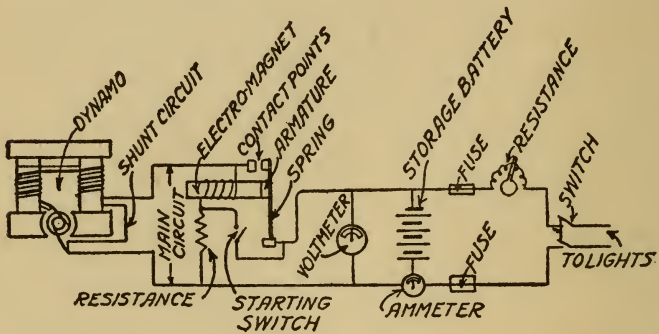 DYNAMO
SHUNT CIRCUIT
ELECTRO-MAGNET
CONTACT POINTS
ARMATURE
SPRING
STORAGE BATTERY
FUSE
RESISTANCE
SWITCH
MAIN
CIRCUIT
VOLTMETER
FUSE
TO LIGHTS
RESISTANCE
STARTING
SWITCH
AMMETER